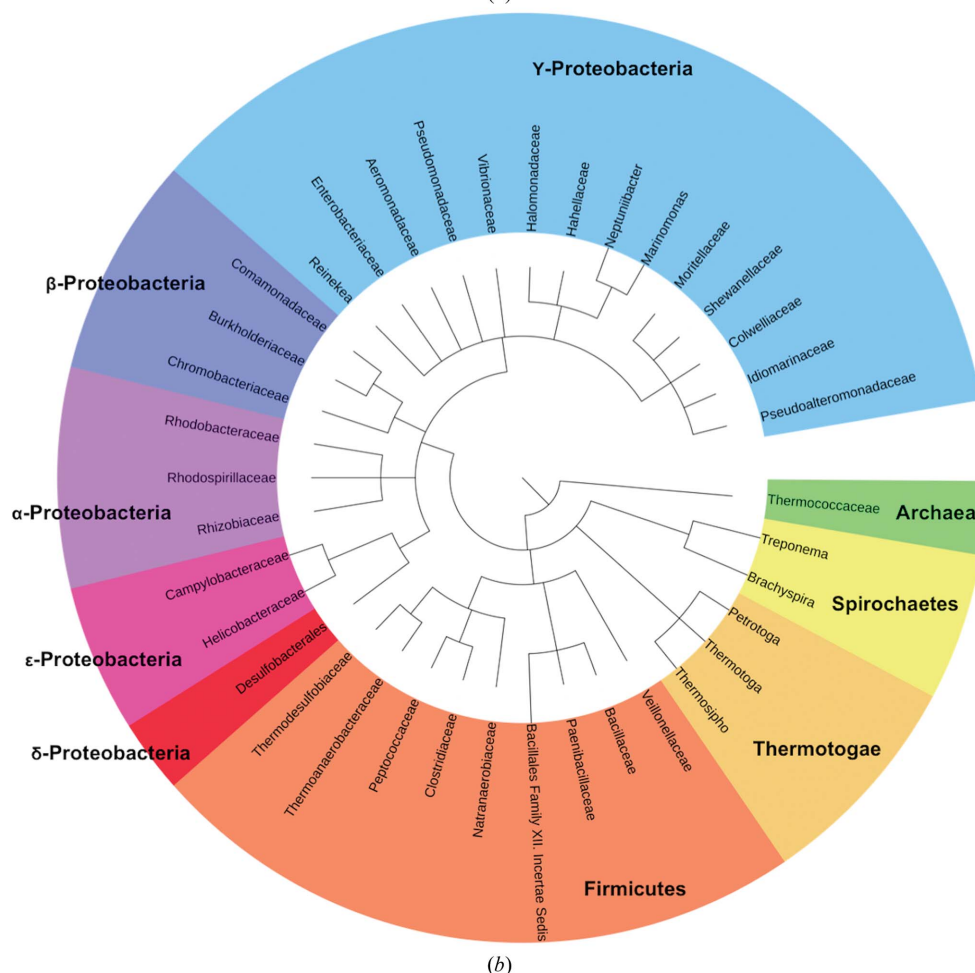 Υ-Proteobacteria
β-Proteobacteria
α-Proteobacteria
ε-Proteobacteria
δ-Proteobacteria
Firmicutes
Thermotogae
Spirochaetes
Archaea
Reinekea
Enterobacteriaceae
Aeromonadaceae
Pseudomonadaceae
Vibrionaceae
Halomonadaceae
Hahellaceae
Neptuniibacter
Marinomonas
Moritellaceae
Shewanellaceae
Colwelliaceae
Idiomarinaceae
Pseudoalteromonadaceae
Comamonadaceae
Burkholderiaceae
Chromobacteriaceae
Rhodobacteraceae
Rhodospirillaceae
Rhizobiaceae
Campylobacteraceae
Helicobacteraceae
Desulfobacterales
Thermodesulfobiaceae
Thermoanaerobacteraceae
Peptococcaceae
Clostridiaceae
Natranaerobiaceae
Bacillales Family XII. Incertae Sedis
Paenibacillaceae
Bacillaceae
Veillonellaceae
Thermosipho
Thermotoga
Petrotoga
Brachyspira
Treponema
Thermococcaceae
(b)